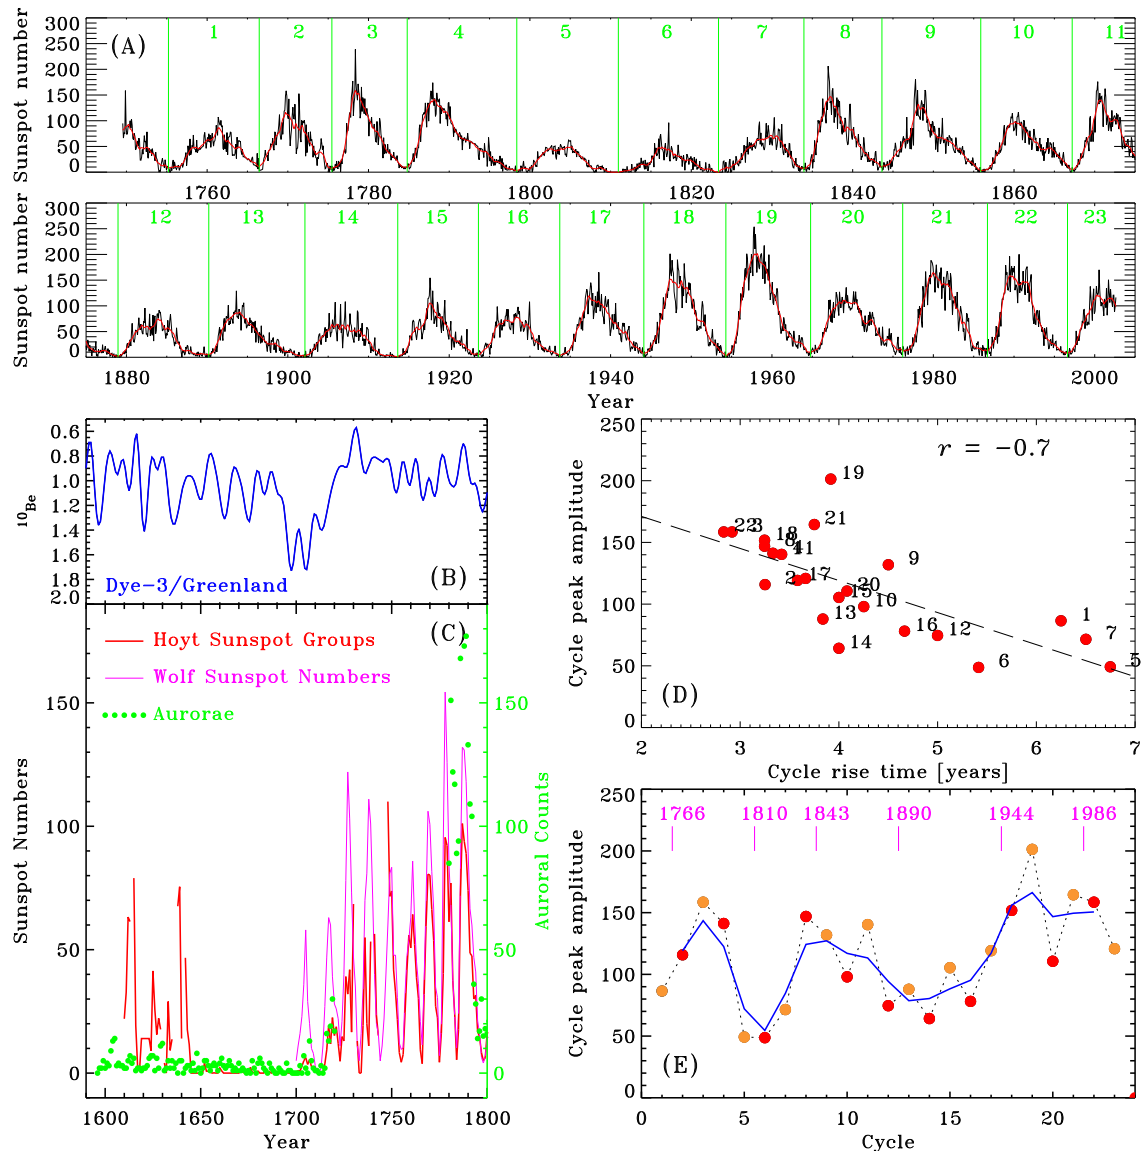 (A)
Sunspot number
300
250
200
150
100
50
0
1 2 3 4 5 6 7 8 9 10 11
1760 1780 1800 1820 1840 1860
Sunspot number
300
250
200
150
100
50
0
12 13 14 15 16 17 18 19 20 21 22 23
1880 1900 1920 1940 1960 1980 2000
Year
10Be
0.6
0.8
1.0
1.2
1.4
1.6
1.8
2.0
Dye-3/Greenland
(B)
(C)
Hoyt Sunspot Groups
Wolf Sunspot Numbers
Aurorae
Sunspot Numbers
150
100
50
0
Auroral Counts
150
100
50
0
1600 1650 1700 1750 1800
Year
Cycle peak amplitude
250
200
150
100
50
0
r = −0.7
19
21
22 3
18
8
4
11
9
2 17
20
15
10
13
16 12
14
1
7
5
6
(D)
2 3 4 5 6 7
Cycle rise time [years]
Cycle peak amplitude
250
200
150
100
50
0
1766 1810 1843 1890 1944 1986
(E)
0 5 10 15 20
Cycle